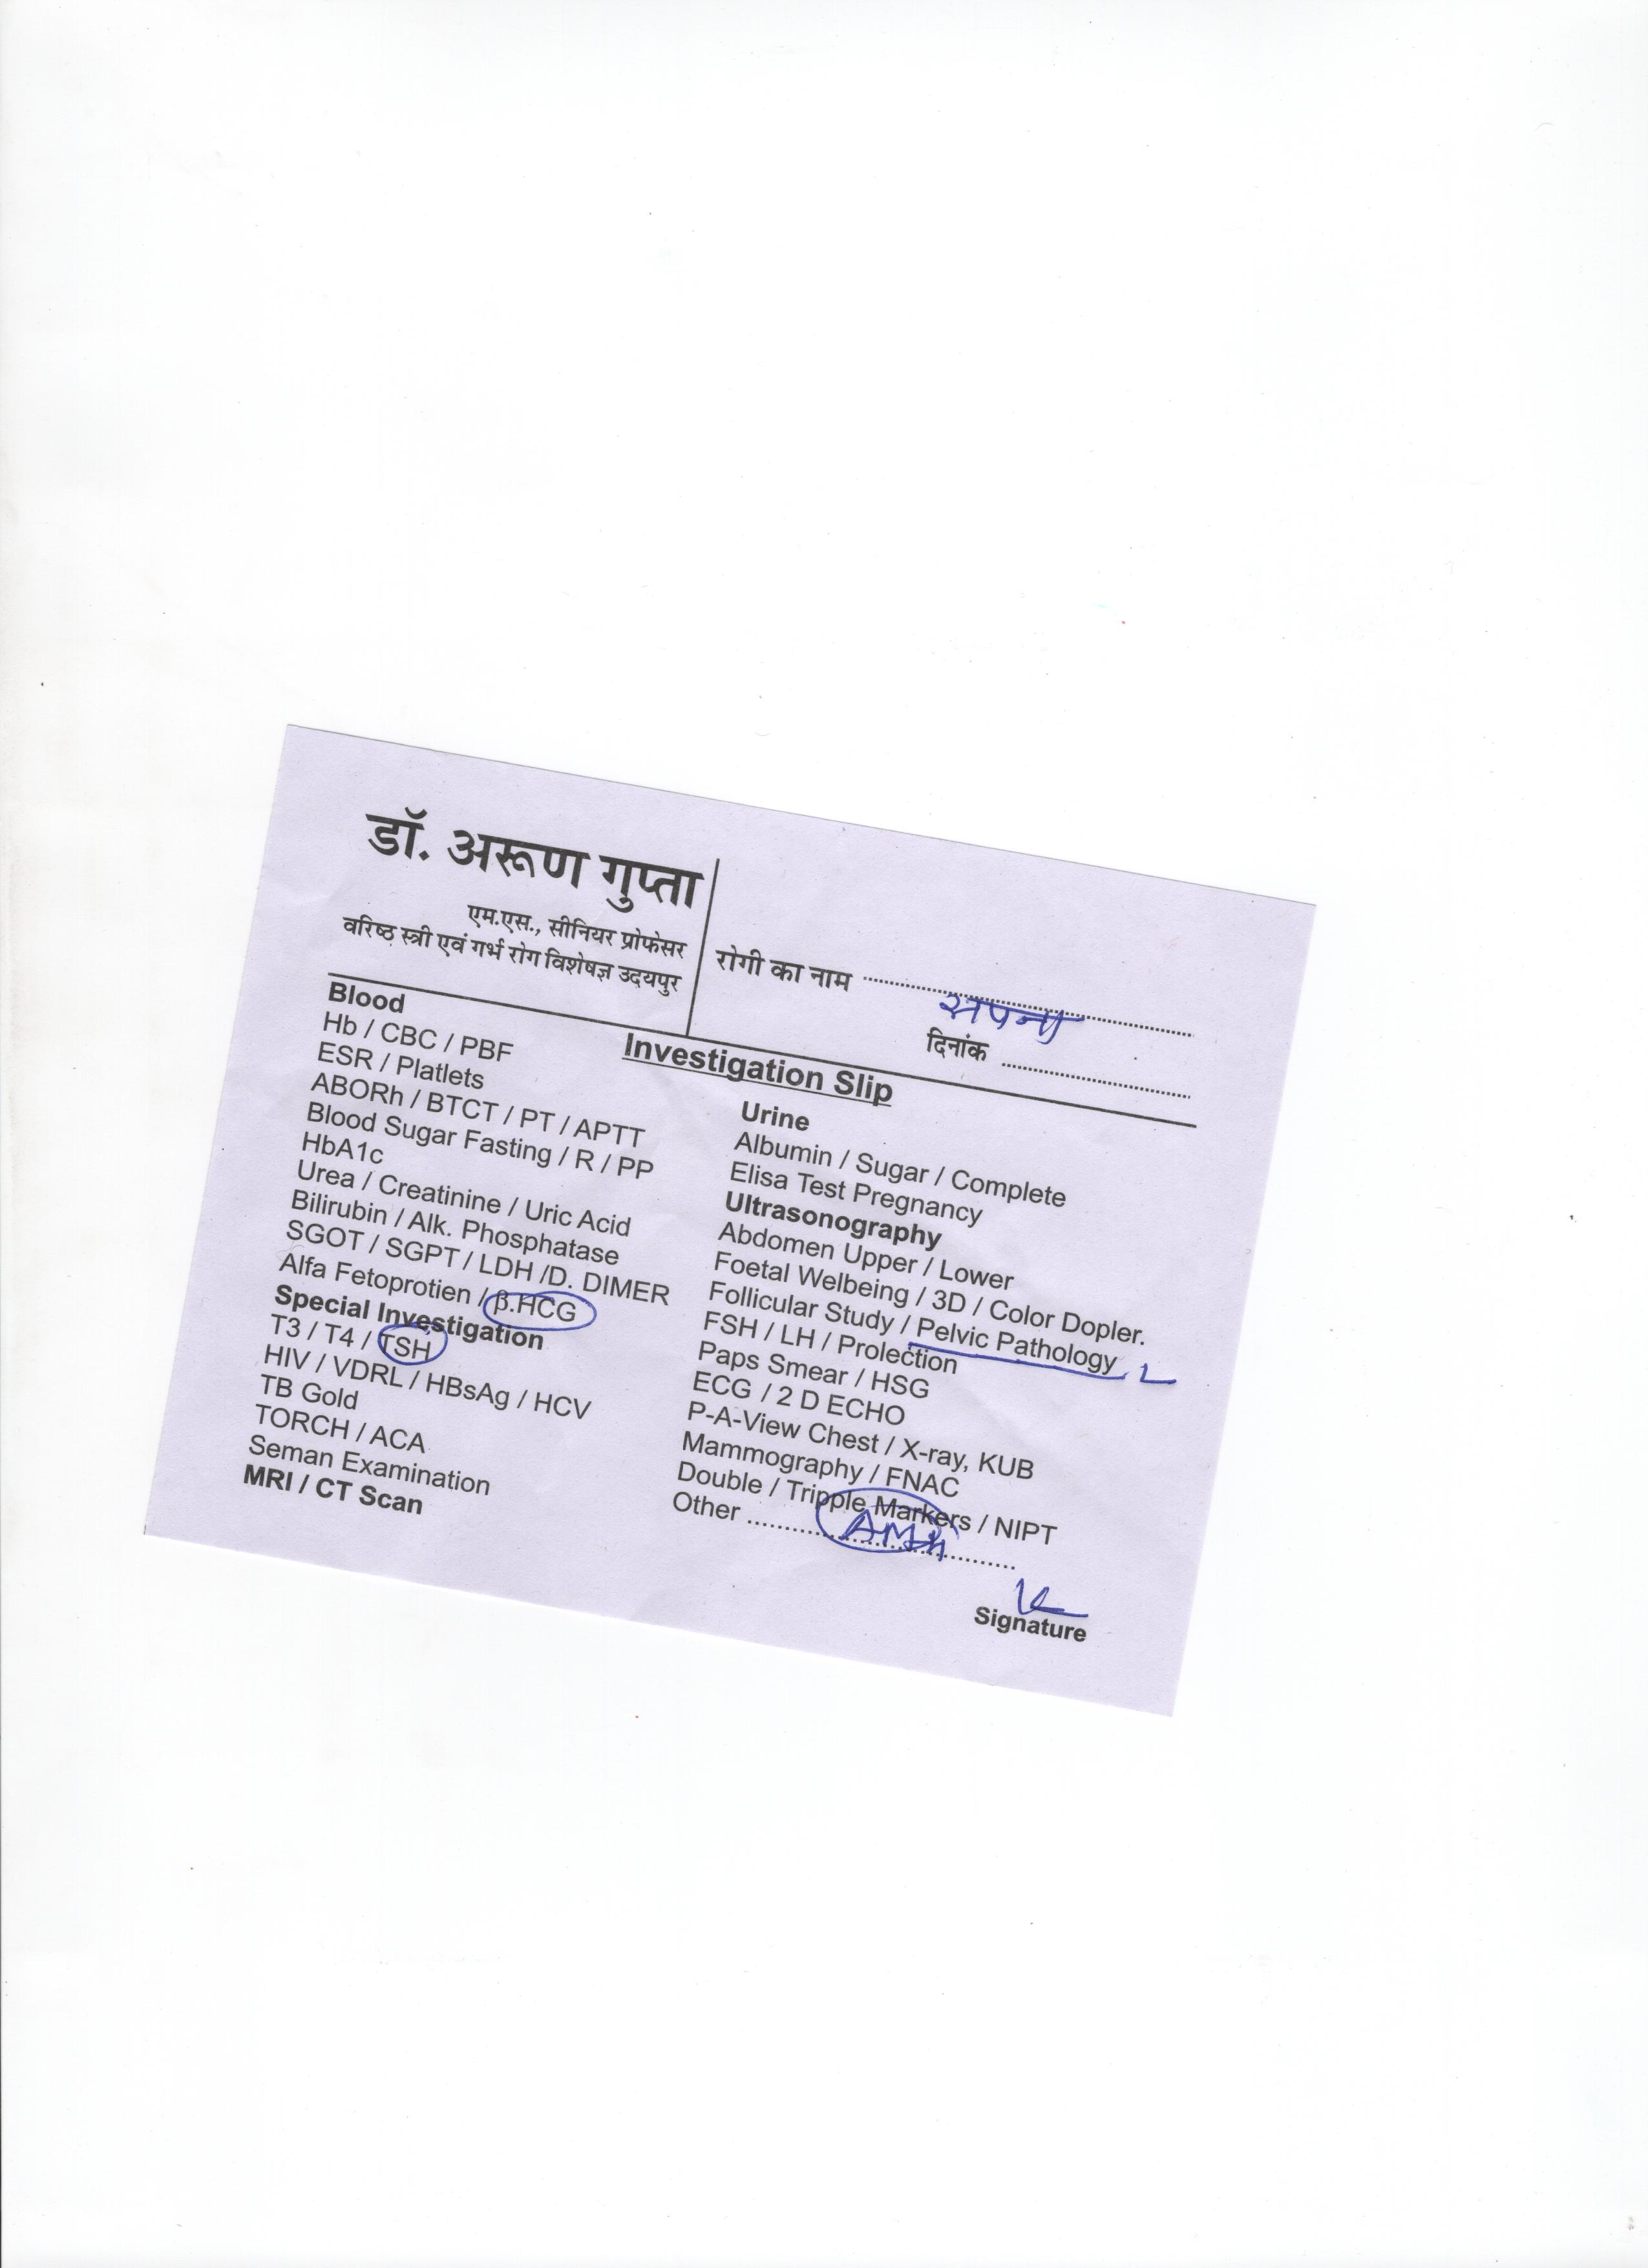 डॉ. अरूण गुप्ता
एम.एस., सीनियर प्रोफेसर
वरिष्ठ स्त्री एवं गर्भ रोग विशेषज्ञ उदयपुर
रोगी का नाम ........ सपना
दिनांक ........
Investigation Slip
Blood
Hb / CBC / PBF
ESR / Platlets
ABORh / BTCT / PT / APTT
Blood Sugar Fasting / R / PP
HbA1c
Urea / Creatinine / Uric Acid
Bilirubin / Alk. Phosphatase
SGOT / SGPT / LDH /D. DIMER
Alfa Fetoprotien / β.HCG
Special Investigation
T3 / T4 / TSH
HIV / VDRL / HBsAg / HCV
TB Gold
TORCH / ACA
Seman Examination
MRI / CT Scan
Urine
Albumin / Sugar / Complete
Elisa Test Pregnancy
Ultrasonography
Abdomen Upper / Lower
Foetal Welbeing / 3D / Color Dopler.
Follicular Study / Pelvic Pathology
FSH / LH / Prolection
Paps Smear / HSG
ECG / 2 D ECHO
P-A-View Chest / X-ray, KUB
Mammography / FNAC
Double / Tripple Markers / NIPT
Other ........ AMH
Signature